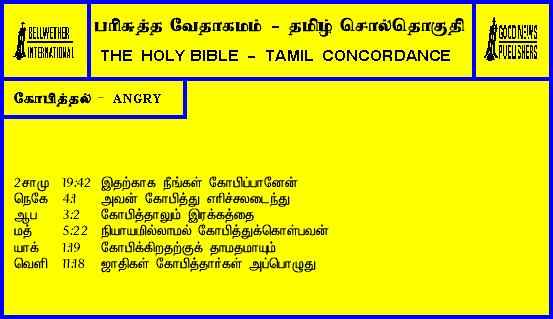 BELLWETHER INTERNATIONAL
பரிசுத்த வேதாகமம் - தமிழ் சொல்தொகுதி
THE HOLY BIBLE - TAMIL CONCORDANCE
GOOD NEWS PUBLISHERS
கோபித்தல் - ANGRY
2சாமு 19:42 இதற்காக நீங்கள் கோபிப்பானேன்
நெகே 4:1 அவன் கோபித்து எரிச்சலடைந்து
ஆப 3:2 கோபித்தாலும் இரக்கத்தை
மத் 5:22 நியாயமில்லாமல் கோபித்துக்கொள்பவன்
யாக் 1:19 கோபிக்கிறதற்குக் தாமதமாயும்
வெளி 11:18 ஜாதிகள் கோபித்தார்கள் அப்பொழுது